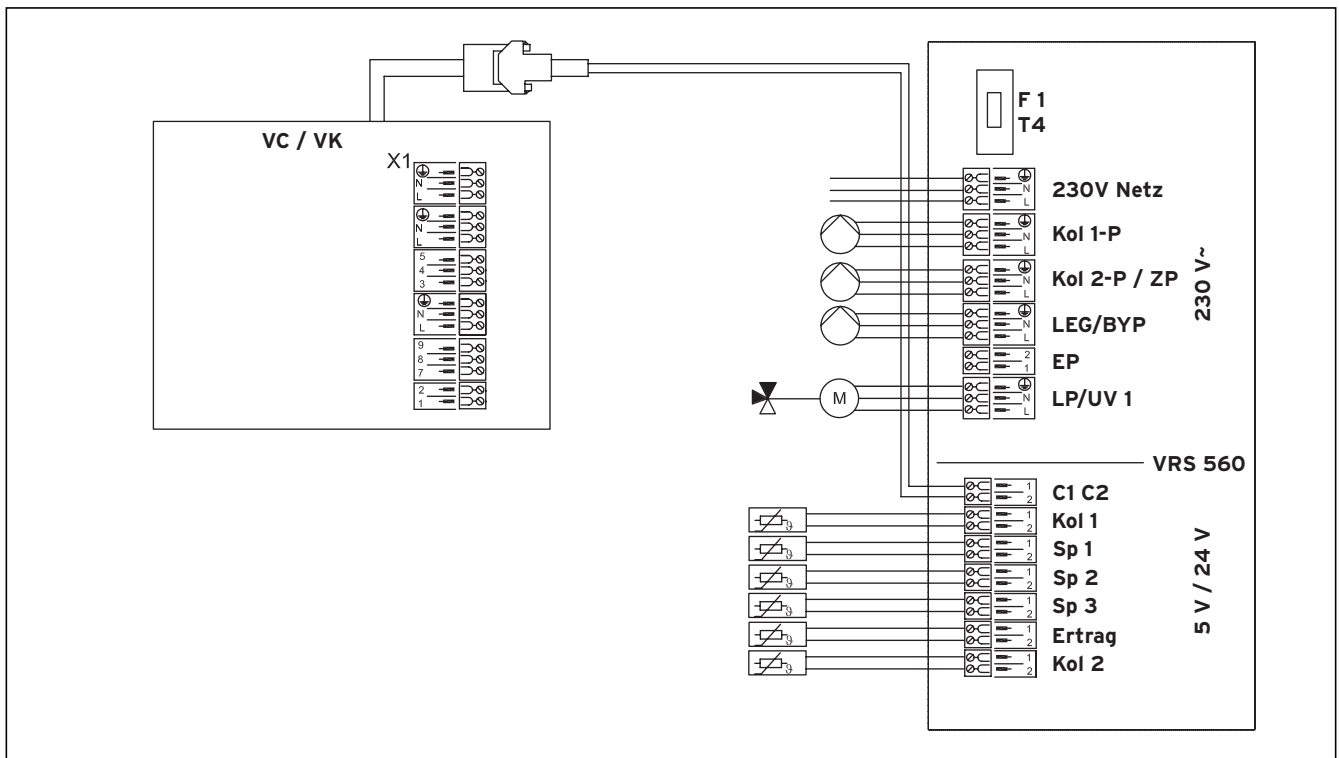 VC / VK
X1
N
L
N
L
5
4
3
N
L
9
8
7
2
1
F 1
T4
N
L
230V Netz
N
L
Kol 1-P
N
L
Kol 2-P / ZP
N
L
LEG/BYP
2
1
EP
M
N
L
LP/UV 1
230 V~
VRS 560
1
2
C1 C2
ϑ
1
2
Kol 1
ϑ
1
2
Sp 1
ϑ
1
2
Sp 2
ϑ
1
2
Sp 3
ϑ
1
2
Ertrag
ϑ
1
2
Kol 2
5 V / 24 V